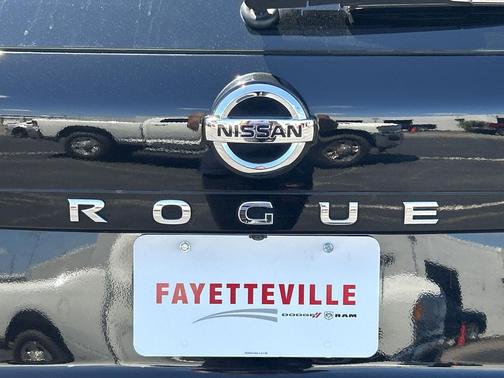 NISSAN
ROGUE
FAYETTEVILLE
DODGE RAM